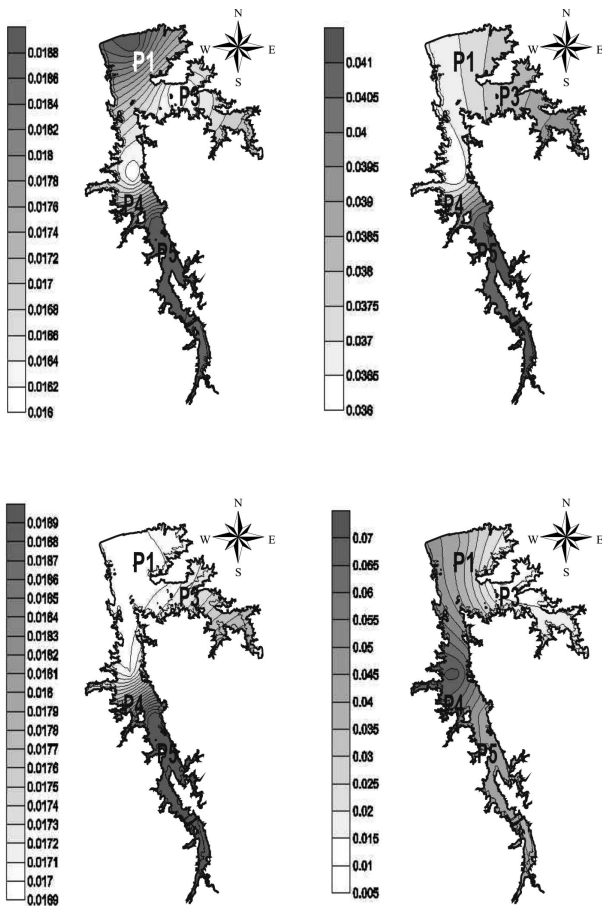 N
W
E
S
P1
P3
P4
P5
0.0188
0.0186
0.0184
0.0182
0.018
0.0178
0.0176
0.0174
0.0172
0.017
0.0168
0.0166
0.0164
0.0162
0.016
N
W
E
S
P1
P3
P4
P5
0.041
0.0405
0.04
0.0395
0.039
0.0385
0.038
0.0375
0.037
0.0365
0.036
N
W
E
S
P1
P3
P4
P5
0.0189
0.0188
0.0187
0.0186
0.0185
0.0184
0.0183
0.0182
0.0181
0.018
0.0179
0.0178
0.0177
0.0176
0.0175
0.0174
0.0173
0.0172
0.0171
0.017
0.0169
N
W
E
S
P1
P3
P4
P5
0.07
0.065
0.06
0.055
0.05
0.045
0.04
0.035
0.03
0.025
0.02
0.015
0.01
0.005